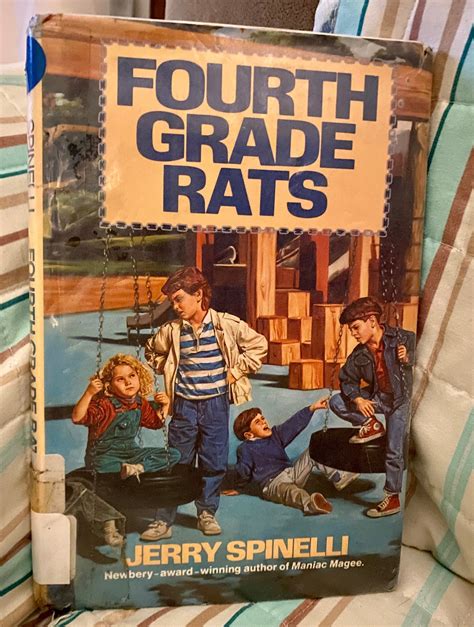 FOURTH
GRADE
RATS
JERRY SPINELLI
Newbery-award-winning author of Maniac Magee.
SPINELLI
FOURTH GRADE RATS